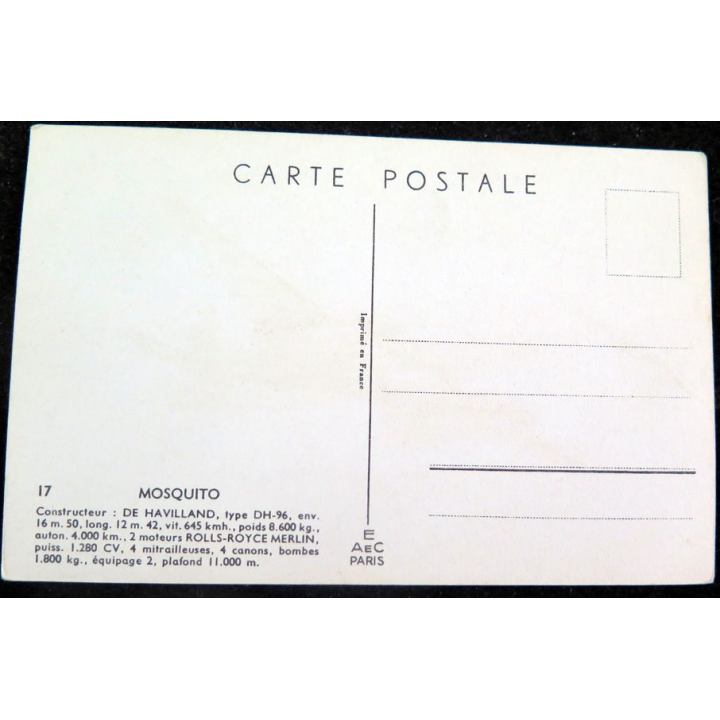 CARTE POSTALE
Imprimé en France
17 MOSQUITO
Constructeur : DE HAVILLAND, type DH-96, env.
16 m. 50, long. 12 m. 42, vit. 645 kmh., poids 8.600 kg.,
auton. 4.000 km., 2 moteurs ROLLS-ROYCE MERLIN,
puiss. 1.280 CV, 4 mitrailleuses, 4 canons, bombes
1.800 kg., équipage 2, plafond 11.000 m.
E
AEC
PARIS